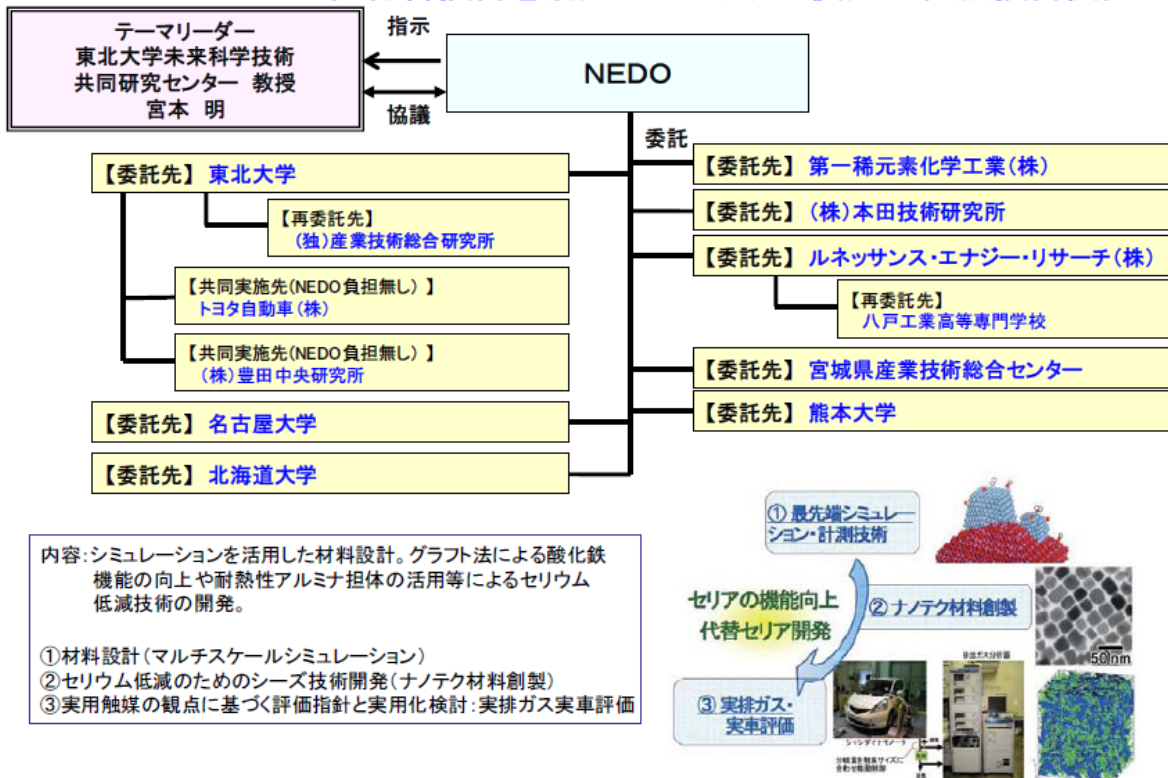 テーマリーダー
東北大学未来科学技術
共同研究センター 教授
宮本 明
指示
協議
NEDO
委託
【委託先】 東北大学
【再委託先】
(独)産業技術総合研究所
【共同実施先(NEDO負担無し) 】
トヨタ自動車(株)
【共同実施先(NEDO負担無し) 】
(株)豊田中央研究所
【委託先】 名古屋大学
【委託先】 北海道大学
【委託先】 第一稀元素化学工業(株)
【委託先】 (株)本田技術研究所
【委託先】 ルネッサンス・エナジー・リサーチ(株)
【再委託先】
八戸工業高等専門学校
【委託先】 宮城県産業技術総合センター
【委託先】 熊本大学
内容:シミュレーションを活用した材料設計。グラフト法による酸化鉄
機能の向上や耐熱性アルミナ担体の活用等によるセリウム
低減技術の開発。
①材料設計(マルチスケールシミュレーション)
②セリウム低減のためのシーズ技術開発(ナノテク材料創製)
③実用触媒の観点に基づく評価指針と実用化検討:実排ガス実車評価
① 最先端シミュレー
ション・計測技術
セリアの機能向上
代替セリア開発
② ナノテク材料創製
50 nm
③ 実排ガス・
実車評価
排出ガス分析器
シャシダイナモメータ